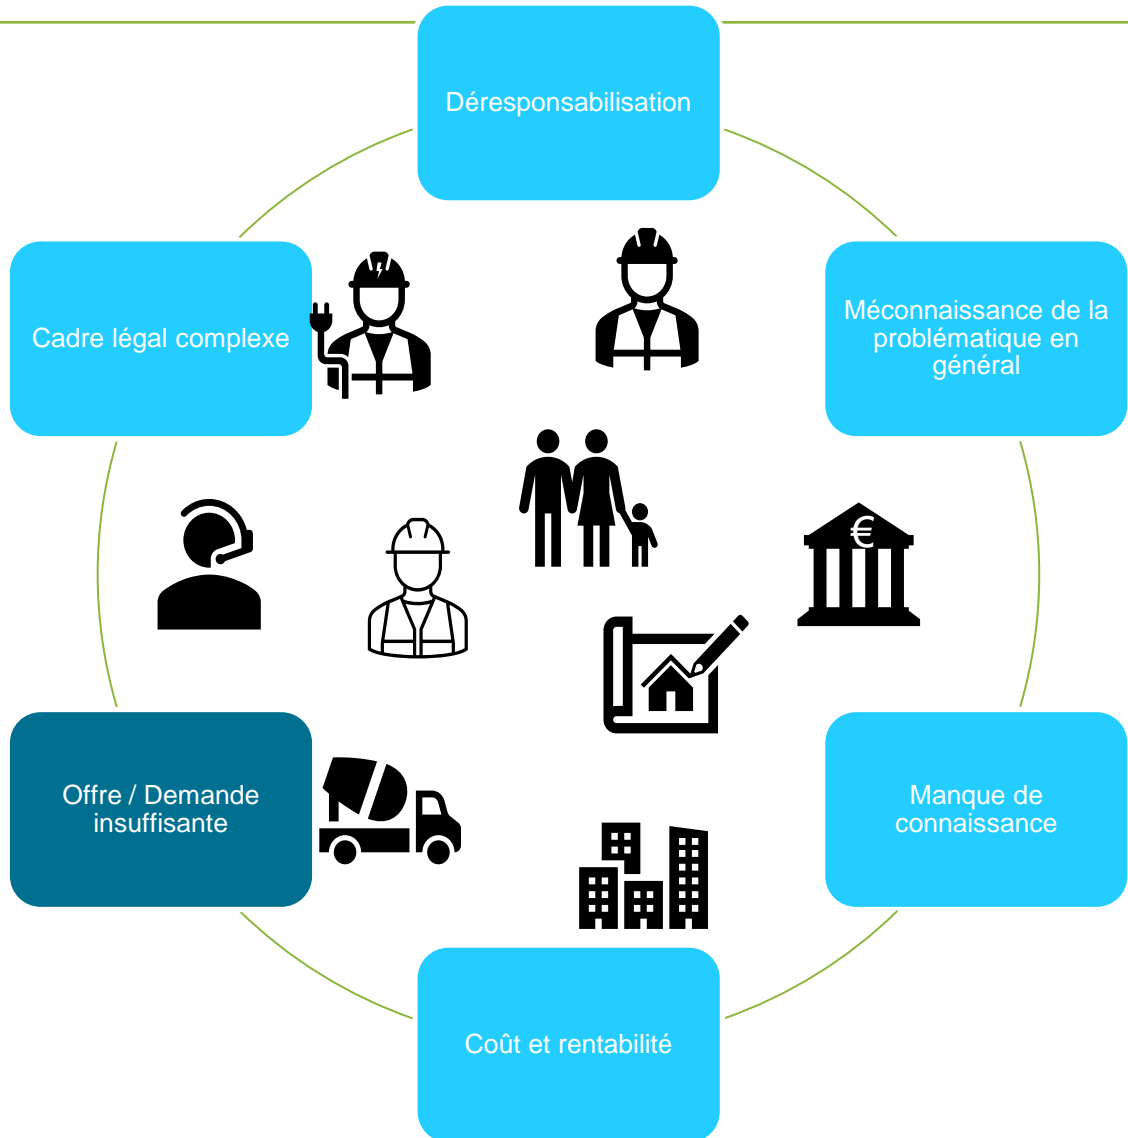 Déresponsabilisation
Cadre légal complexe
Méconnaissance de la
problématique en
général
€
Offre / Demande
insuffisante
Manque de
connaissance
Coût et rentabilité